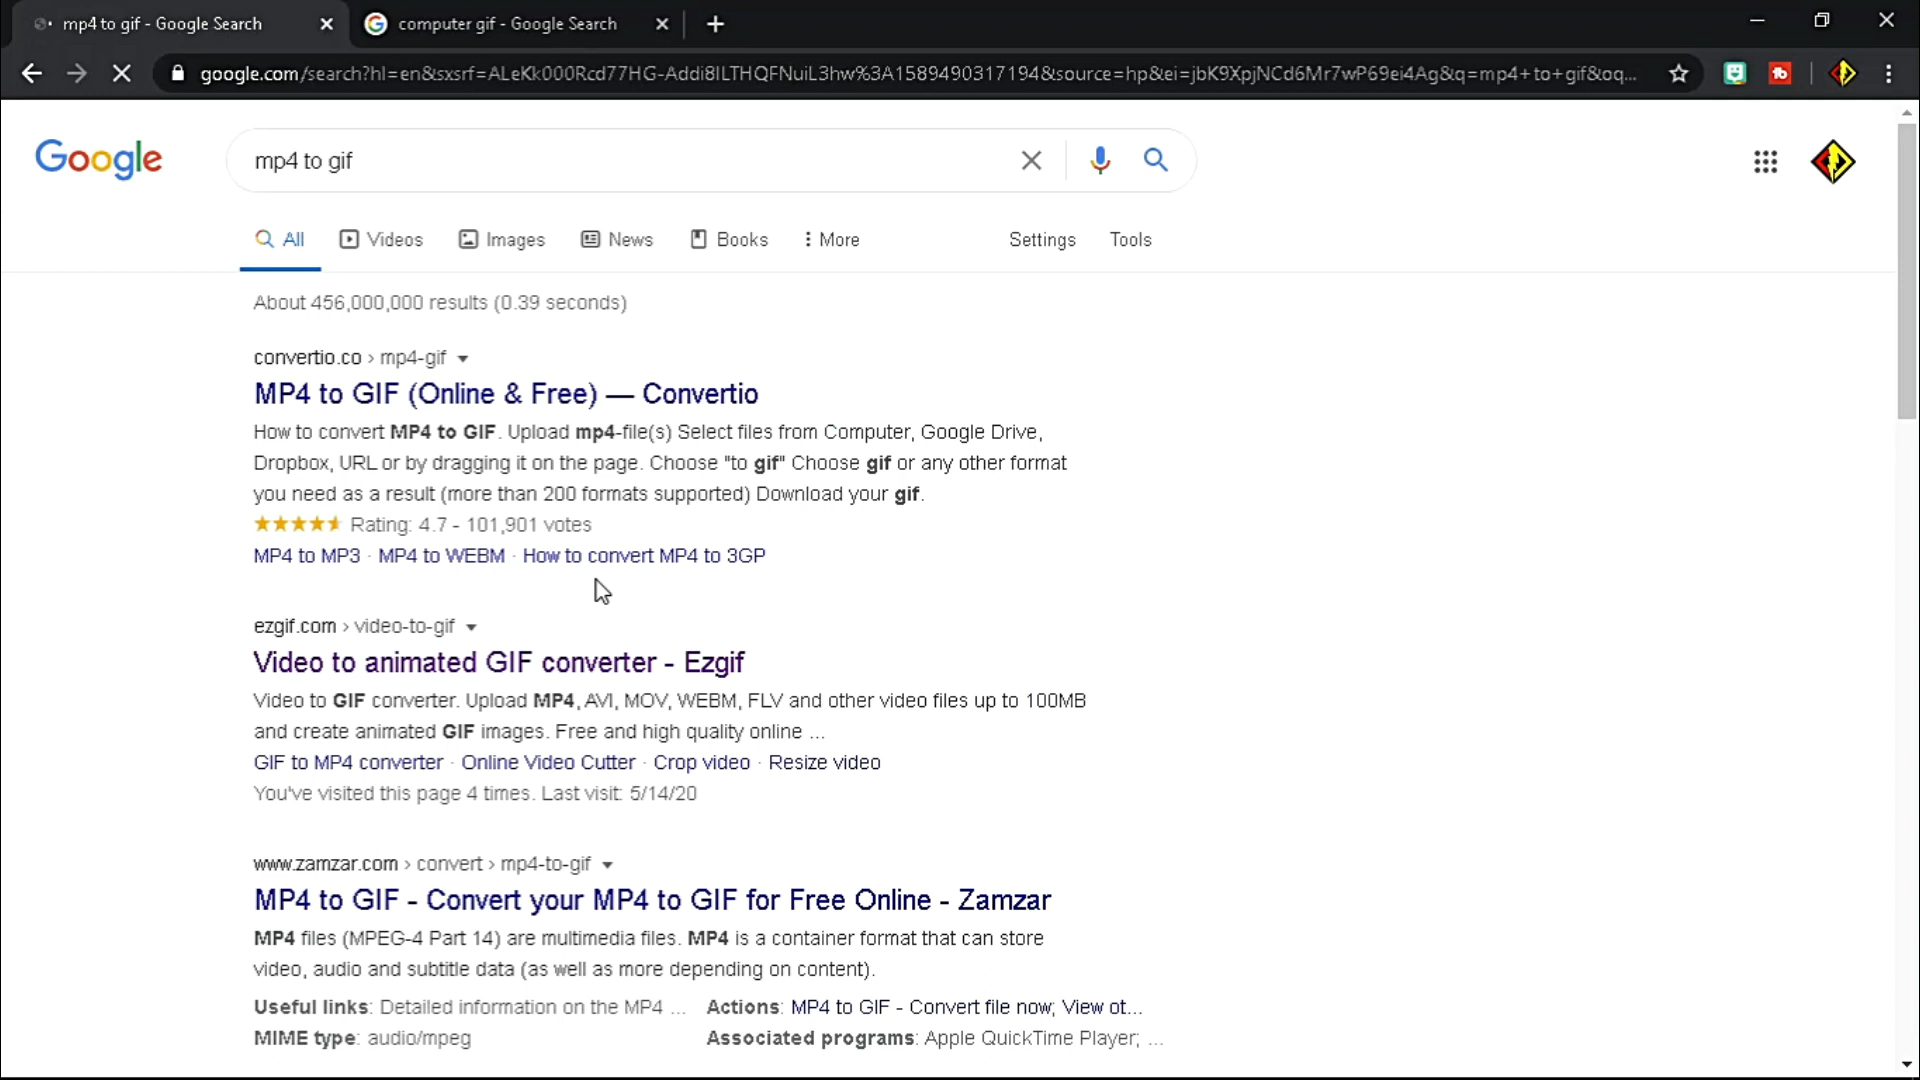 mp4 to gif - Google Search
computer gif - Google Search
google.com/search?hl=en&sxsrf=ALeKk000Rcd77HG-Addi8ILTHQFNuiL3hw%3A1589490317194&source=hp&ei=jbK9XpjNCd6Mr7wP69ei4Ag&q=mp4+to+gif&oq...
Google
mp4 to gif
All Videos Images News Books More Settings Tools
About 456,000,000 results (0.39 seconds)
convertio.co › mp4-gif
MP4 to GIF (Online & Free) — Convertio
How to convert MP4 to GIF. Upload mp4-file(s) Select files from Computer, Google Drive,
Dropbox, URL or by dragging it on the page. Choose "to gif" Choose gif or any other format
you need as a result (more than 200 formats supported) Download your gif.
Rating: 4.7 - 101,901 votes
MP4 to MP3 · MP4 to WEBM · How to convert MP4 to 3GP
ezgif.com › video-to-gif
Video to animated GIF converter - Ezgif
Video to GIF converter. Upload MP4, AVI, MOV, WEBM, FLV and other video files up to 100MB
and create animated GIF images. Free and high quality online ...
GIF to MP4 converter · Online Video Cutter · Crop video · Resize video
You've visited this page 4 times. Last visit: 5/14/20
www.zamzar.com › convert › mp4-to-gif
MP4 to GIF - Convert your MP4 to GIF for Free Online - Zamzar
MP4 files (MPEG-4 Part 14) are multimedia files. MP4 is a container format that can store
video, audio and subtitle data (as well as more depending on content).
Useful links: Detailed information on the MP4 ... Actions: MP4 to GIF - Convert file now; View ot...
MIME type: audio/mpeg Associated programs: Apple QuickTime Player; ...